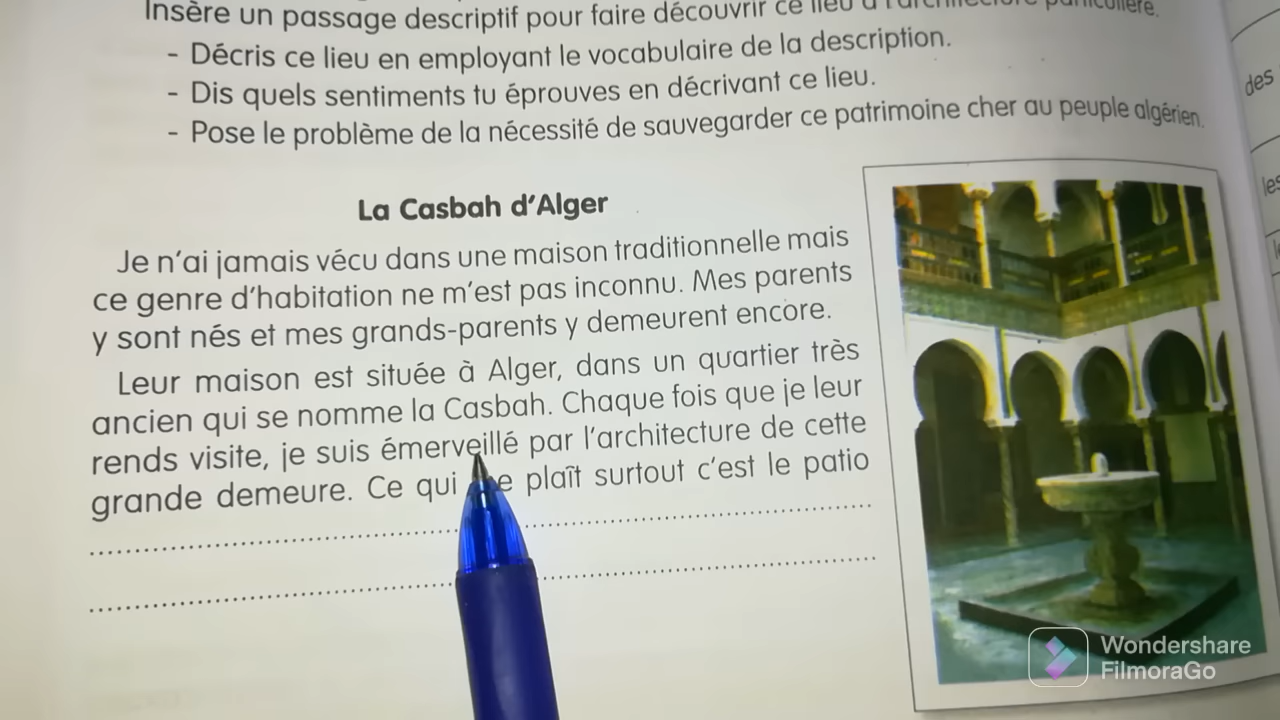 Insère un passage descriptif pour faire découvrir ce lieu à l'architecture particulière.
- Décris ce lieu en employant le vocabulaire de la description.
- Dis quels sentiments tu éprouves en décrivant ce lieu.
- Pose le problème de la nécessité de sauvegarder ce patrimoine cher au peuple algérien.
La Casbah d'Alger
Je n'ai jamais vécu dans une maison traditionnelle mais
ce genre d'habitation ne m'est pas inconnu. Mes parents
y sont nés et mes grands-parents y demeurent encore.
Leur maison est située à Alger, dans un quartier très
ancien qui se nomme la Casbah. Chaque fois que je leur
rends visite, je suis émerveillé par l'architecture de cette
grande demeure. Ce qui me plaît surtout c'est le patio
des
les
Wondershare
FilmoraGo